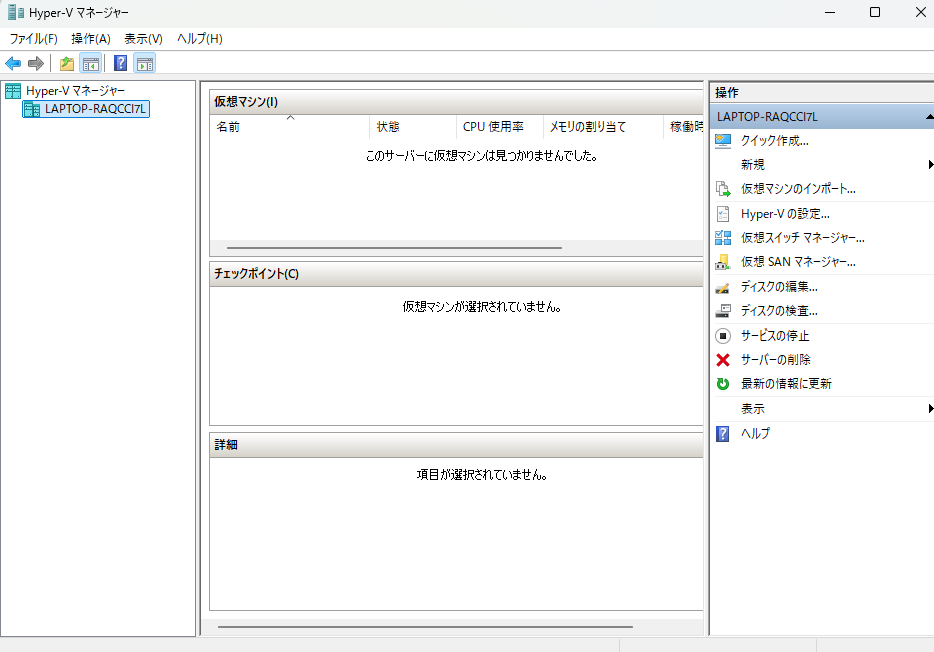 Hyper-V マネージャー
ファイル(F) 操作(A) 表示(V) ヘルプ(H)
Hyper-V マネージャー
LAPTOP-RAQCCI7L
仮想マシン(I)
名前 状態 CPU 使用率 メモリの割り当て 稼働時
このサーバーに仮想マシンは見つかりませんでした。
チェックポイント(C)
仮想マシンが選択されていません。
詳細
項目が選択されていません。
操作
LAPTOP-RAQCCI7L
クイック作成...
新規
仮想マシンのインポート...
Hyper-V の設定...
仮想スイッチ マネージャー...
仮想 SAN マネージャー...
ディスクの編集...
ディスクの検査...
サービスの停止
サーバーの削除
最新の情報に更新
表示
ヘルプ